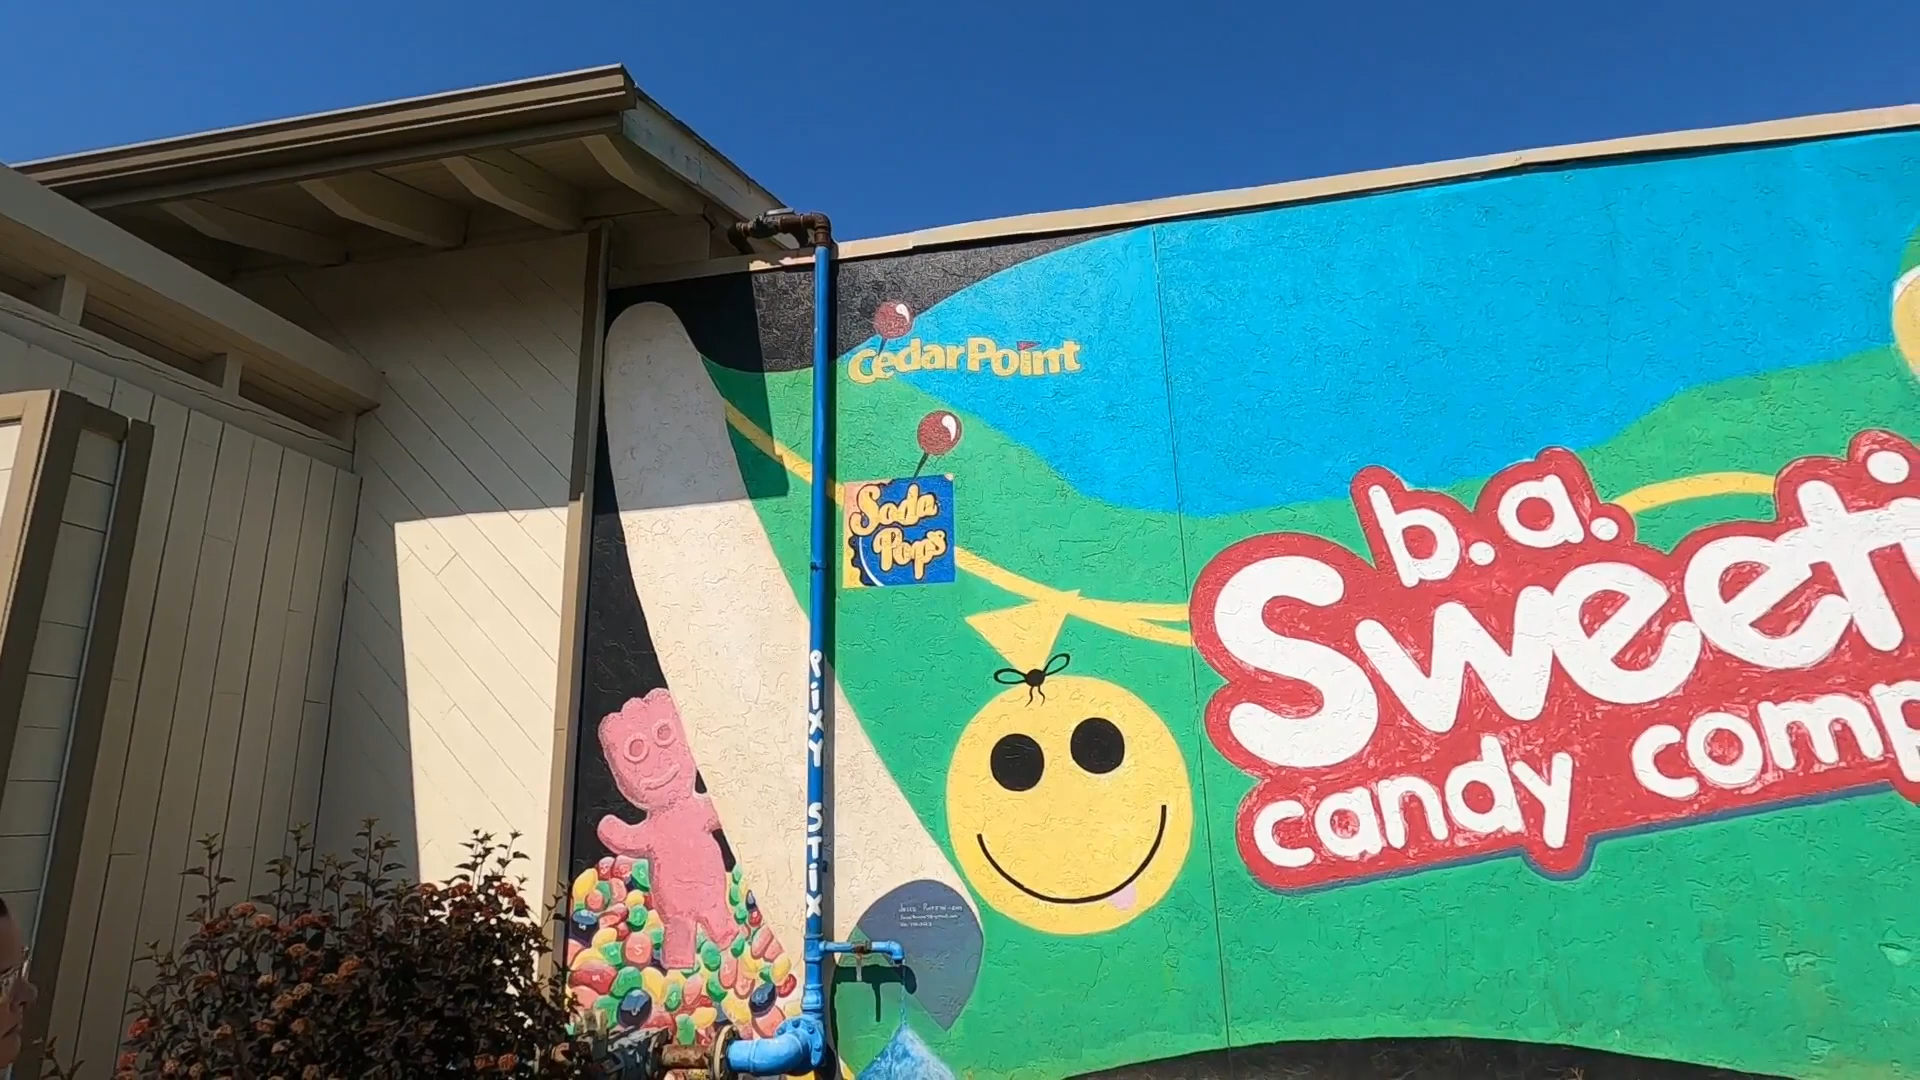 CedarPoint
Soda
Pops
b.a.
Sweeti
candy comp
PIXY STIX